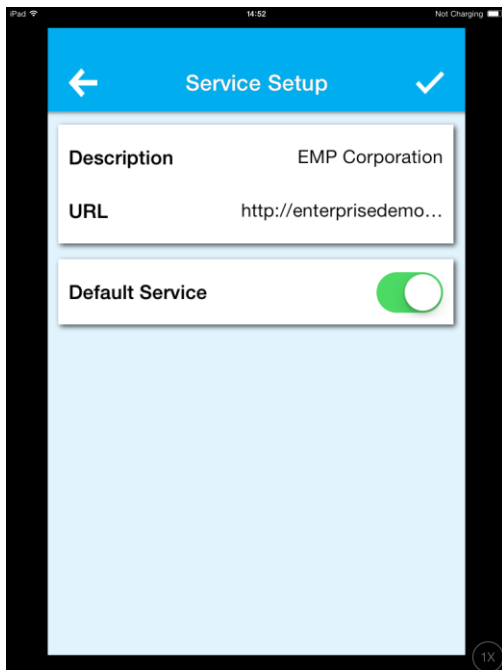 iPad 14:52 Not Charging
Service Setup
Description EMP Corporation
URL http://enterprisedemo...
Default Service
1X